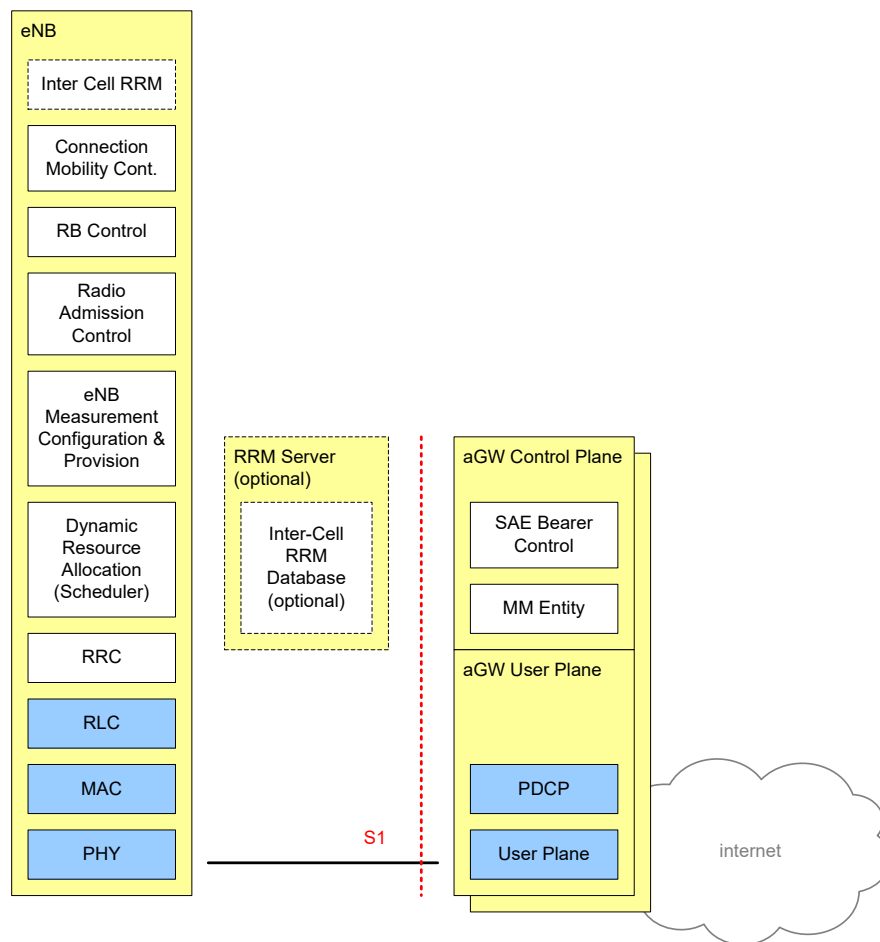 eNB
Inter Cell RRM
Connection
Mobility Cont.
RB Control
Radio
Admission
Control
eNB
Measurement
Configuration &
Provision
Dynamic
Resource
Allocation
(Scheduler)
RRC
RLC
MAC
PHY
RRM Server
(optional)
Inter-Cell
RRM
Database
(optional)
S1
aGW Control Plane
SAE Bearer
Control
MM Entity
aGW User Plane
PDCP
User Plane
internet